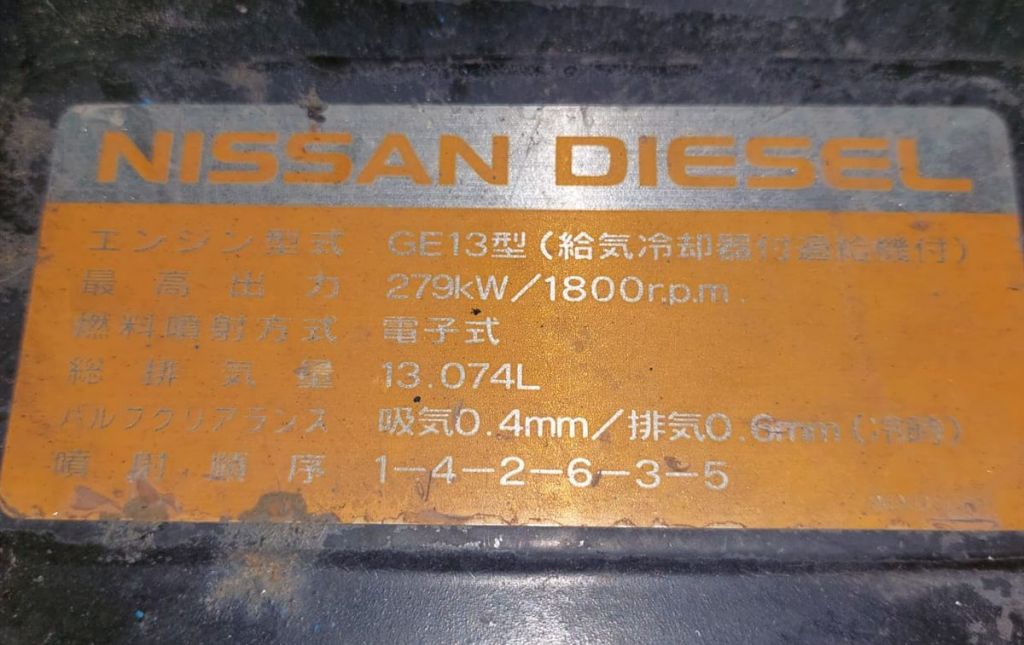 NISSAN DIESEL
エンジン型式 GE13型(給気冷却器付過給機付)
最高出力 279kW/1800r.p.m.
燃料噴射方式 電子式
総排気量 13.074L
バルブクリアランス 吸気0.4mm/排気0.6mm(冷時)
噴射順序 1-4-2-6-3-5